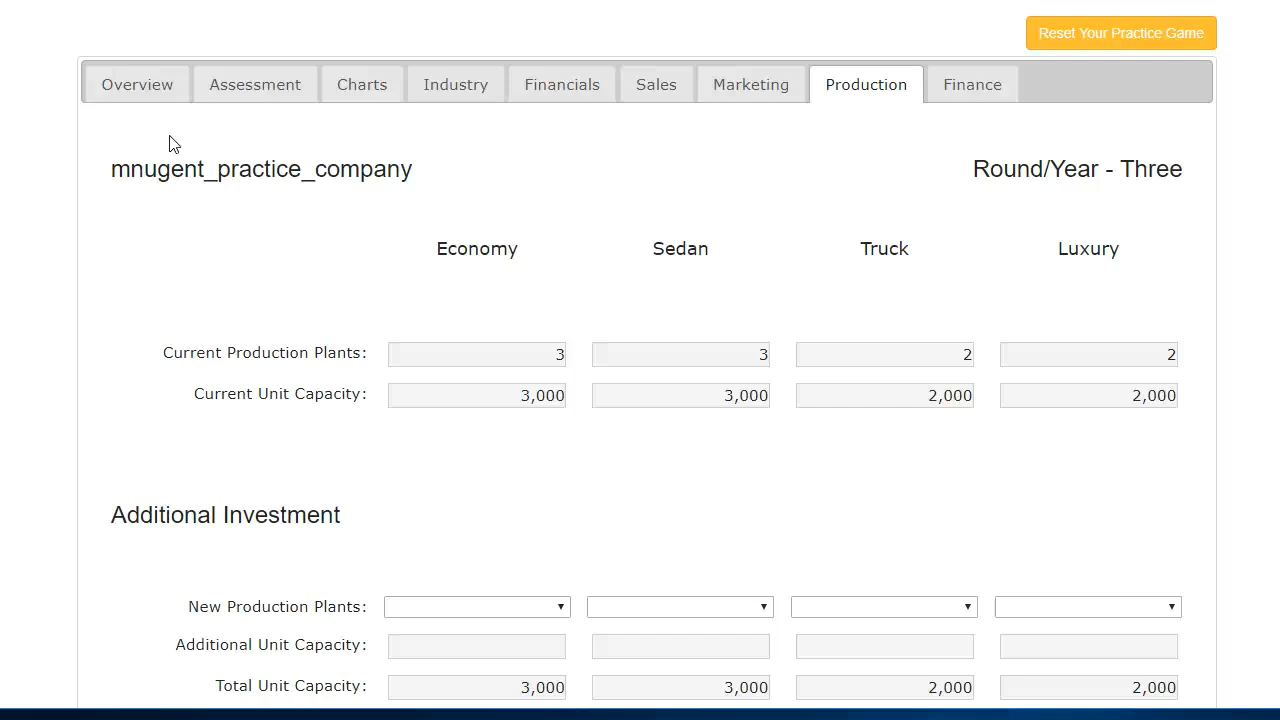 Reset Your Practice Game
Overview Assessment Charts Industry Financials Sales Marketing Production Finance
mnugent_practice_company Round/Year - Three
Economy Sedan Truck Luxury
Current Production Plants: 3 3 2 2
Current Unit Capacity: 3,000 3,000 2,000 2,000
Additional Investment
New Production Plants:
Additional Unit Capacity:
Total Unit Capacity: 3,000 3,000 2,000 2,000